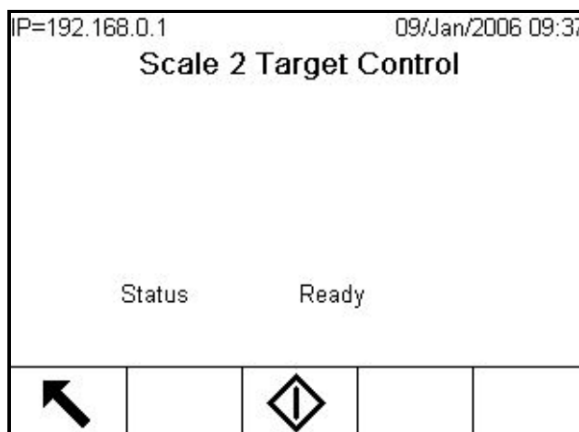 IP=192.168.0.1 09/Jan/2006 09:37
Scale 2 Target Control
Status Ready